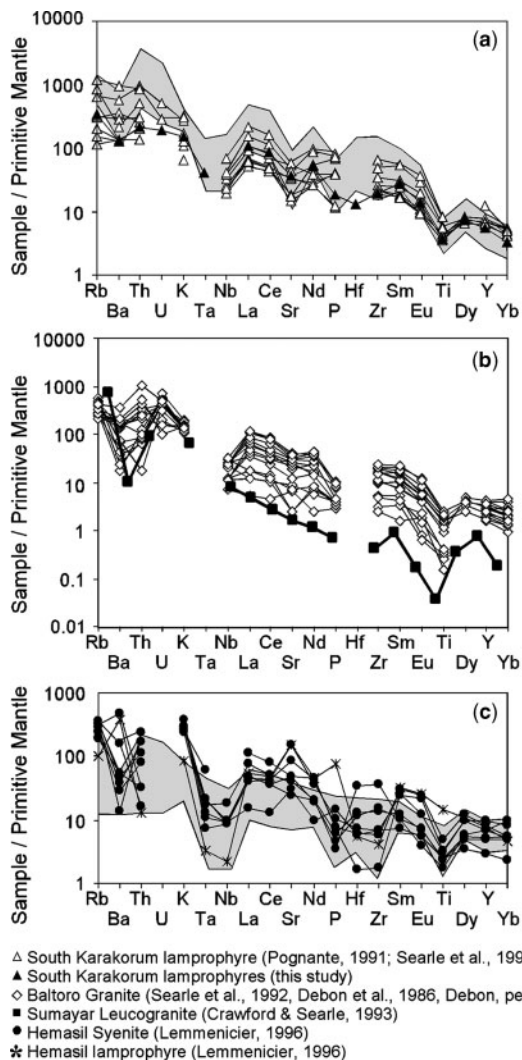 (a)
Sample / Primitive Mantle
10000
1000
100
10
1
Rb Th K Nb Ce Nd Hf Sm Ti Y
Ba U Ta La Sr P Zr Eu Dy Yb
(b)
Sample / Primitive Mantle
10000
1000
100
10
1
0.1
0.01
Rb Th K Nb Ce Nd Hf Sm Ti Y
Ba U Ta La Sr P Zr Eu Dy Yb
(c)
Sample / Primitive Mantle
1000
100
10
1
Rb Th K Nb Ce Nd Hf Sm Ti Y
Ba U Ta La Sr P Zr Eu Dy Yb
South Karakorum lamprophyre (Pognante, 1991; Searle et al., 199
South Karakorum lamprophyres (this study)
Baltoro Granite (Searle et al., 1992, Debon et al., 1986, Debon, pe
Sumayar Leucogranite (Crawford & Searle, 1993)
Hemasil Syenite (Lemmenicier, 1996)
Hemasil lamprophyre (Lemmenicier, 1996)